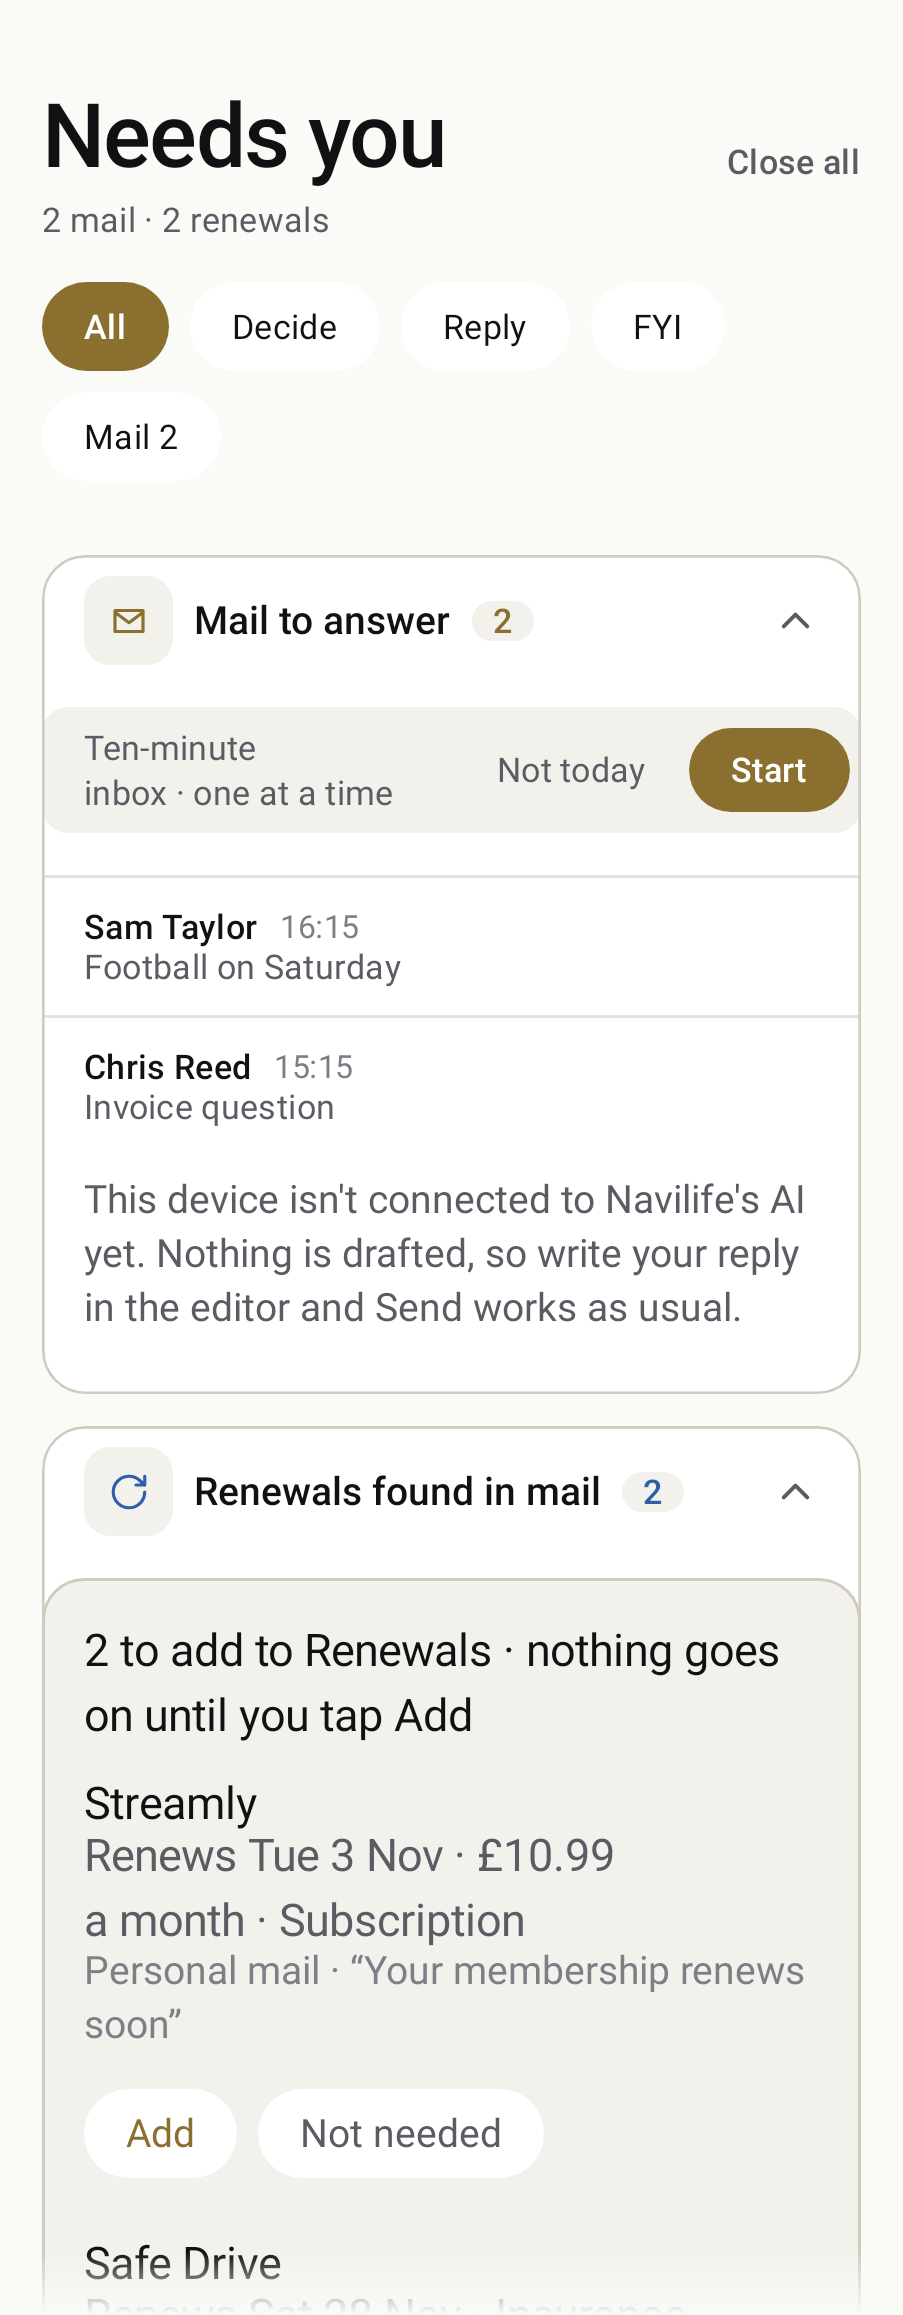 Needs you
Close all
2 mail · 2 renewals
All
Decide
Reply
FYI
Mail 2
Mail to answer 2
Ten-minute
inbox · one at a time
Not today
Start
Sam Taylor 16:15
Football on Saturday
Chris Reed 15:15
Invoice question
This device isn't connected to Navilife's AI
yet. Nothing is drafted, so write your reply
in the editor and Send works as usual.
Renewals found in mail 2
2 to add to Renewals · nothing goes
on until you tap Add
Streamly
Renews Tue 3 Nov · £10.99
a month · Subscription
Personal mail · “Your membership renews
soon”
Add
Not needed
Safe Drive
Renews Sat 28 Nov · Insurance